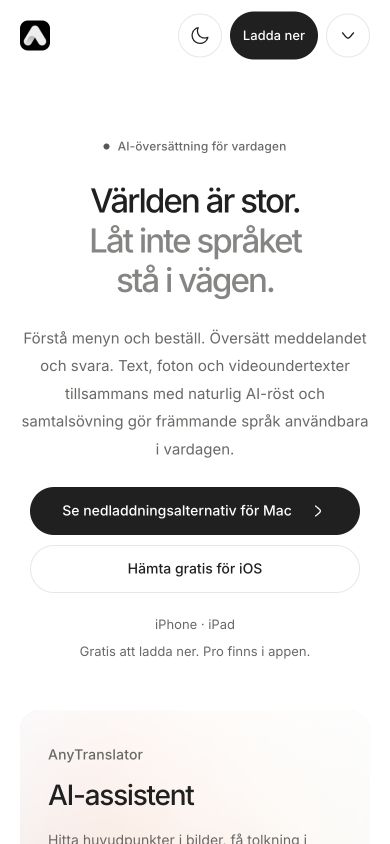 Ladda ner
AI-översättning för vardagen
Världen är stor.
Låt inte språket
stå i vägen.
Förstå menyn och beställ. Översätt meddelandet
och svara. Text, foton och videoundertexter
tillsammans med naturlig AI-röst och
samtalsövning gör främmande språk användbara
i vardagen.
Se nedladdningsalternativ för Mac
Hämta gratis för iOS
iPhone · iPad
Gratis att ladda ner. Pro finns i appen.
AnyTranslator
AI-assistent
Hitta huvudpunkter i bilder, få tolkning i